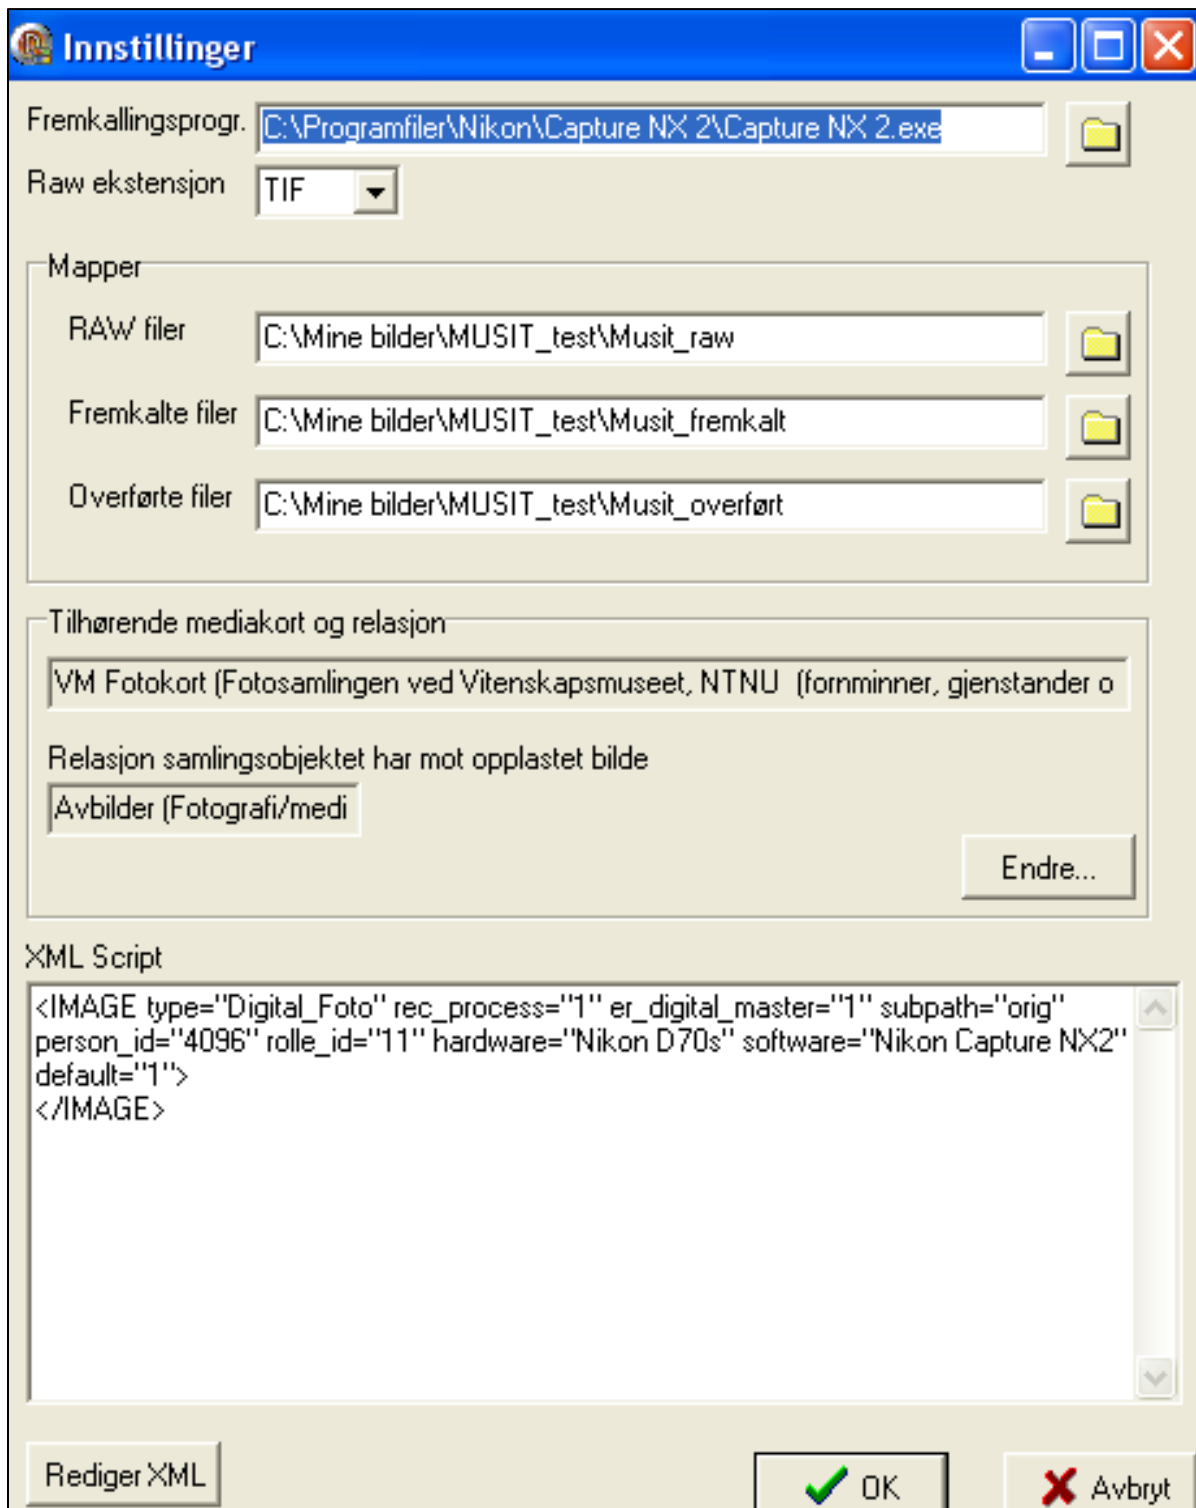 Innstillinger
Fremkallingsprogr. C:\Programfiler\Nikon\Capture NX 2\Capture NX 2.exe
Raw ekstensjon TIF
Mapper
RAW filer C:\Mine bilder\MUSIT_test\Musit_raw
Fremkalte filer C:\Mine bilder\MUSIT_test\Musit_fremkalt
Overførte filer C:\Mine bilder\MUSIT_test\Musit_overført
Tilhørende mediakort og relasjon
VM Fotokort (Fotosamlingen ved Vitenskapsmuseet, NTNU (fornminner, gjenstander o
Relasjon samlingsobjektet har mot opplastet bilde
Avbilder (Fotografi/medi
Endre...
XML Script
<IMAGE type="Digital_Foto" rec_process="1" er_digital_master="1" subpath="orig"
person_id="4096" rolle_id="11" hardware="Nikon D70s" software="Nikon Capture NX2"
default="1">
</IMAGE>
Rediger XML OK Avbryt